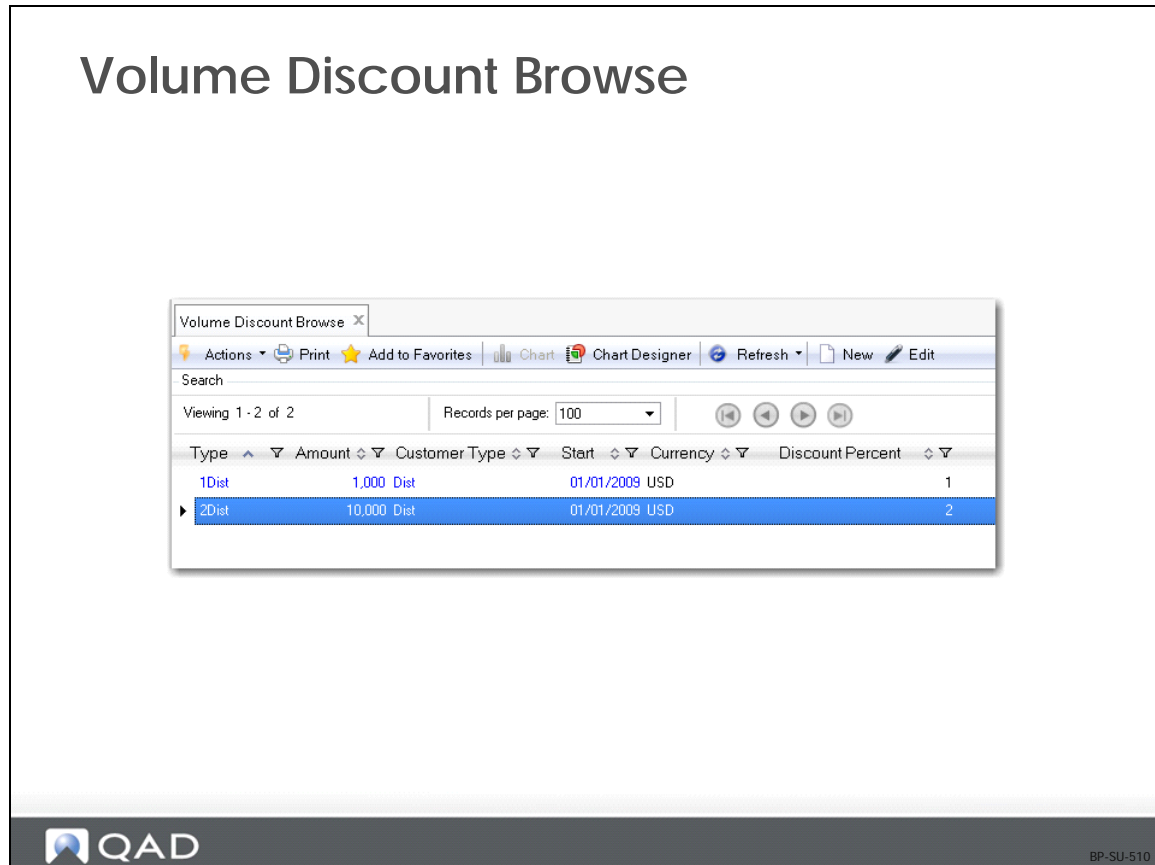 Volume Discount Browse
Volume Discount Browse
Actions Print Add to Favorites Chart Chart Designer Refresh New Edit
Search
Viewing 1 - 2 of 2 Records per page: 100
Type Amount Customer Type Start Currency Discount Percent
1Dist 1,000 Dist 01/01/2009 USD 1
2Dist 10,000 Dist 01/01/2009 USD 2
QAD
BP-SU-510